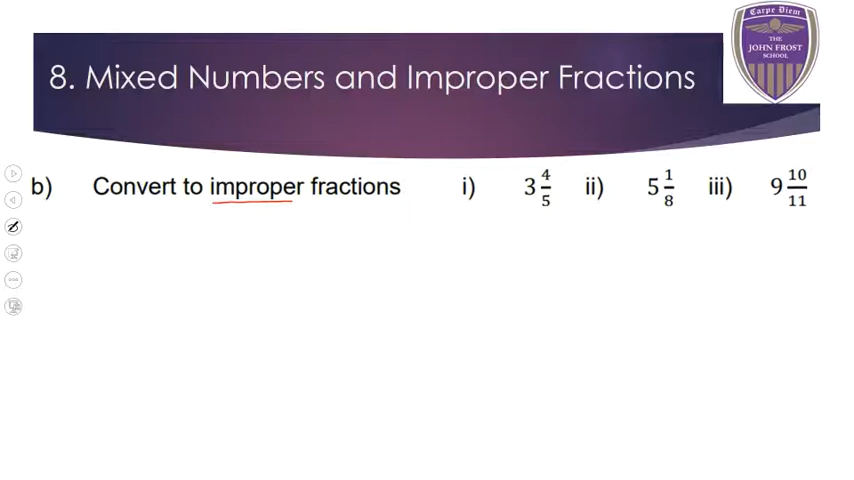 Carpe Diem
THE
JOHN FROST
SCHOOL
8. Mixed Numbers and Improper Fractions
b) Convert to improper fractions i) 3 4/5 ii) 5 1/8 iii) 9 10/11